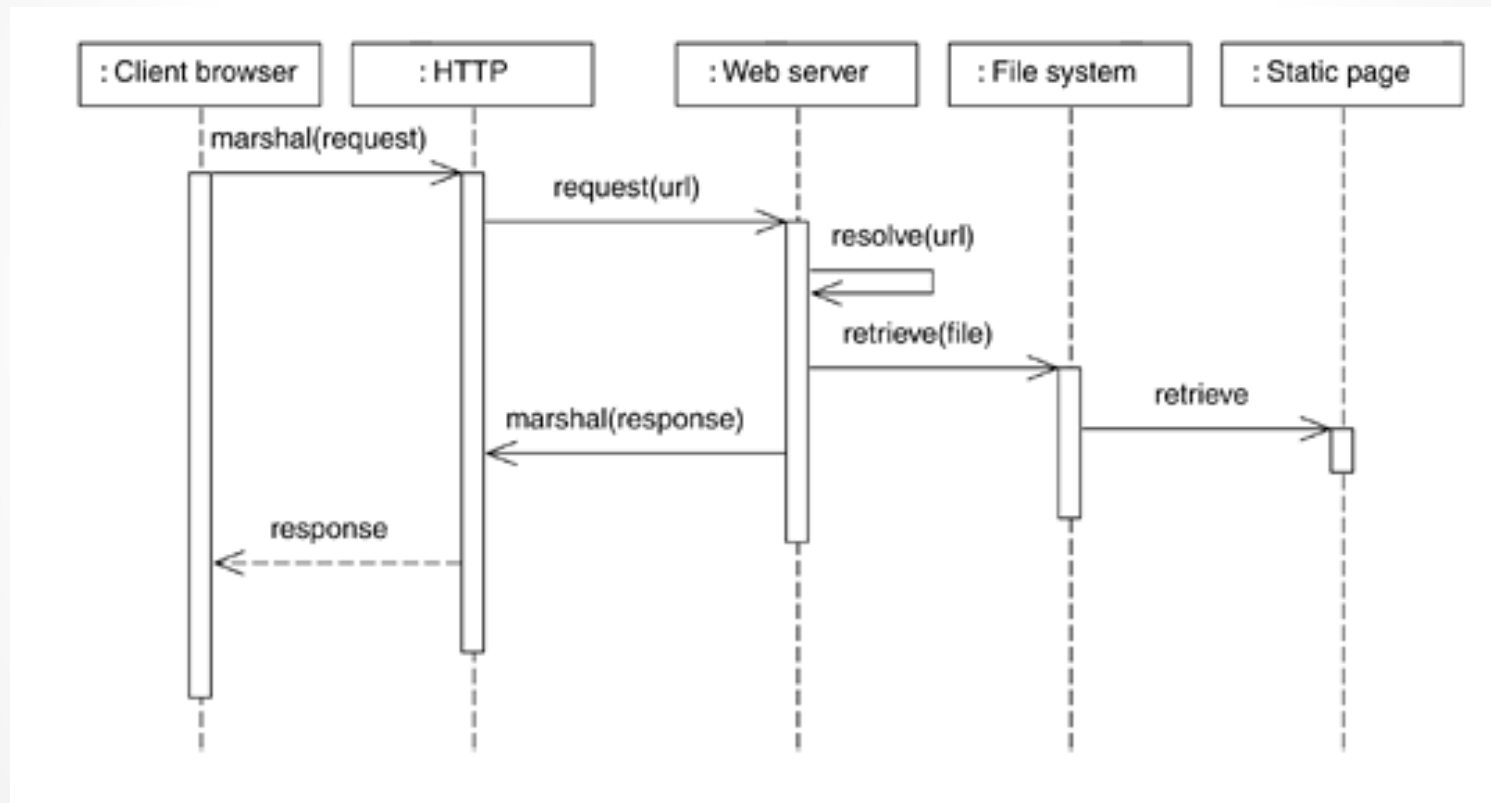 : Client browser
: HTTP
: Web server
: File system
: Static page
marshal(request)
request(url)
resolve(url)
retrieve(file)
retrieve
marshal(response)
response